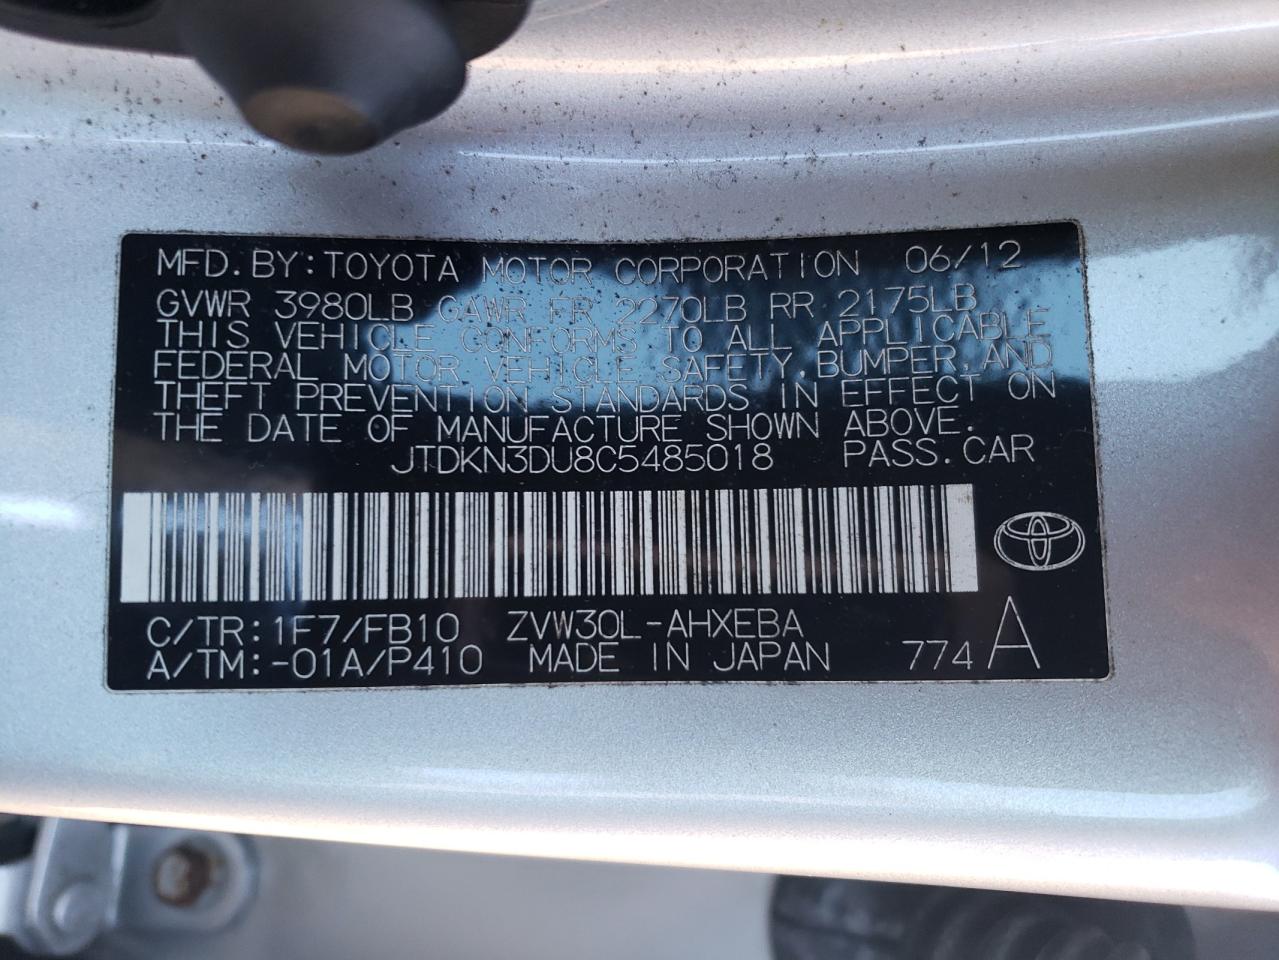 MFD.BY:TOYOTA MOTOR CORPORATION 06/12
GVWR 3980LB GAWR FR 2270LB RR 2175LB
THIS VEHICLE CONFORMS TO ALL APPLICABLE
FEDERAL MOTOR VEHICLE SAFETY, BUMPER, AND
THEFT PREVENTION STANDARDS IN EFFECT ON
THE DATE OF MANUFACTURE SHOWN ABOVE.
JTDKN3DU8C5485018 PASS.CAR
C/TR:1F7/FB10 ZVW30L-AHXEBA
A/TM:-01A/P410 MADE IN JAPAN 774 A